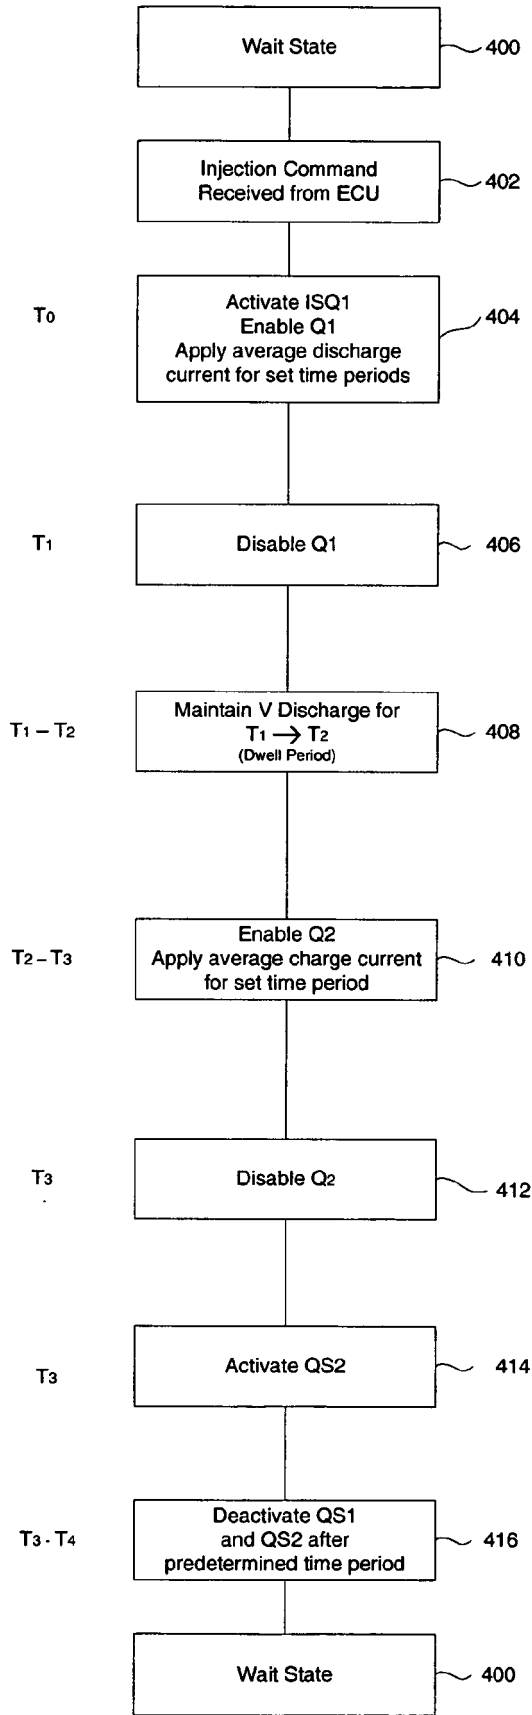 Wait State
400
Injection Command
Received from ECU
402
T0
Activate ISQ1
Enable Q1
Apply average discharge
current for set time periods
404
T1
Disable Q1
406
T1 – T2
Maintain V Discharge for
T1 → T2
(Dwell Period)
408
T2 – T3
Enable Q2
Apply average charge current
for set time period
410
T3
Disable Q2
412
T3
Activate QS2
414
T3 - T4
Deactivate QS1
and QS2 after
predetermined time period
416
Wait State
400